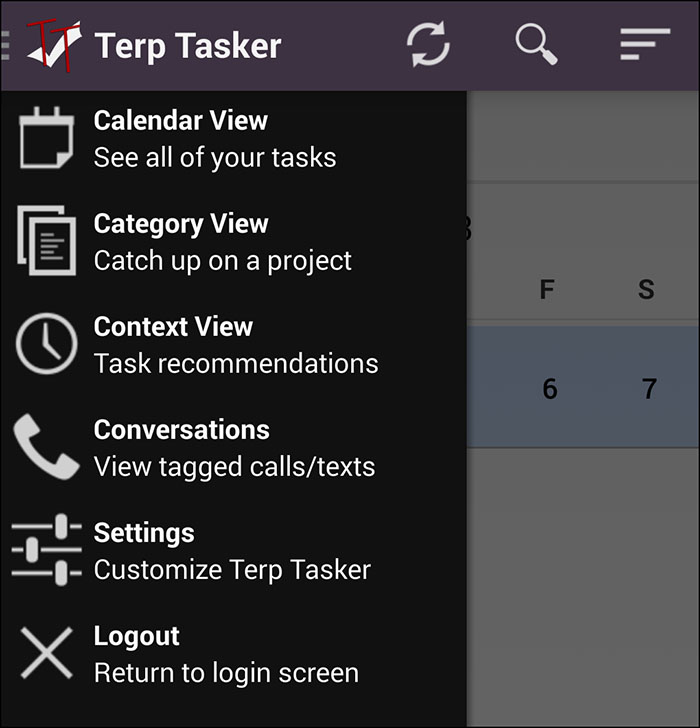 TT Terp Tasker
Calendar View
See all of your tasks
Category View
Catch up on a project
F S
Context View
Task recommendations
6 7
Conversations
View tagged calls/texts
Settings
Customize Terp Tasker
Logout
Return to login screen